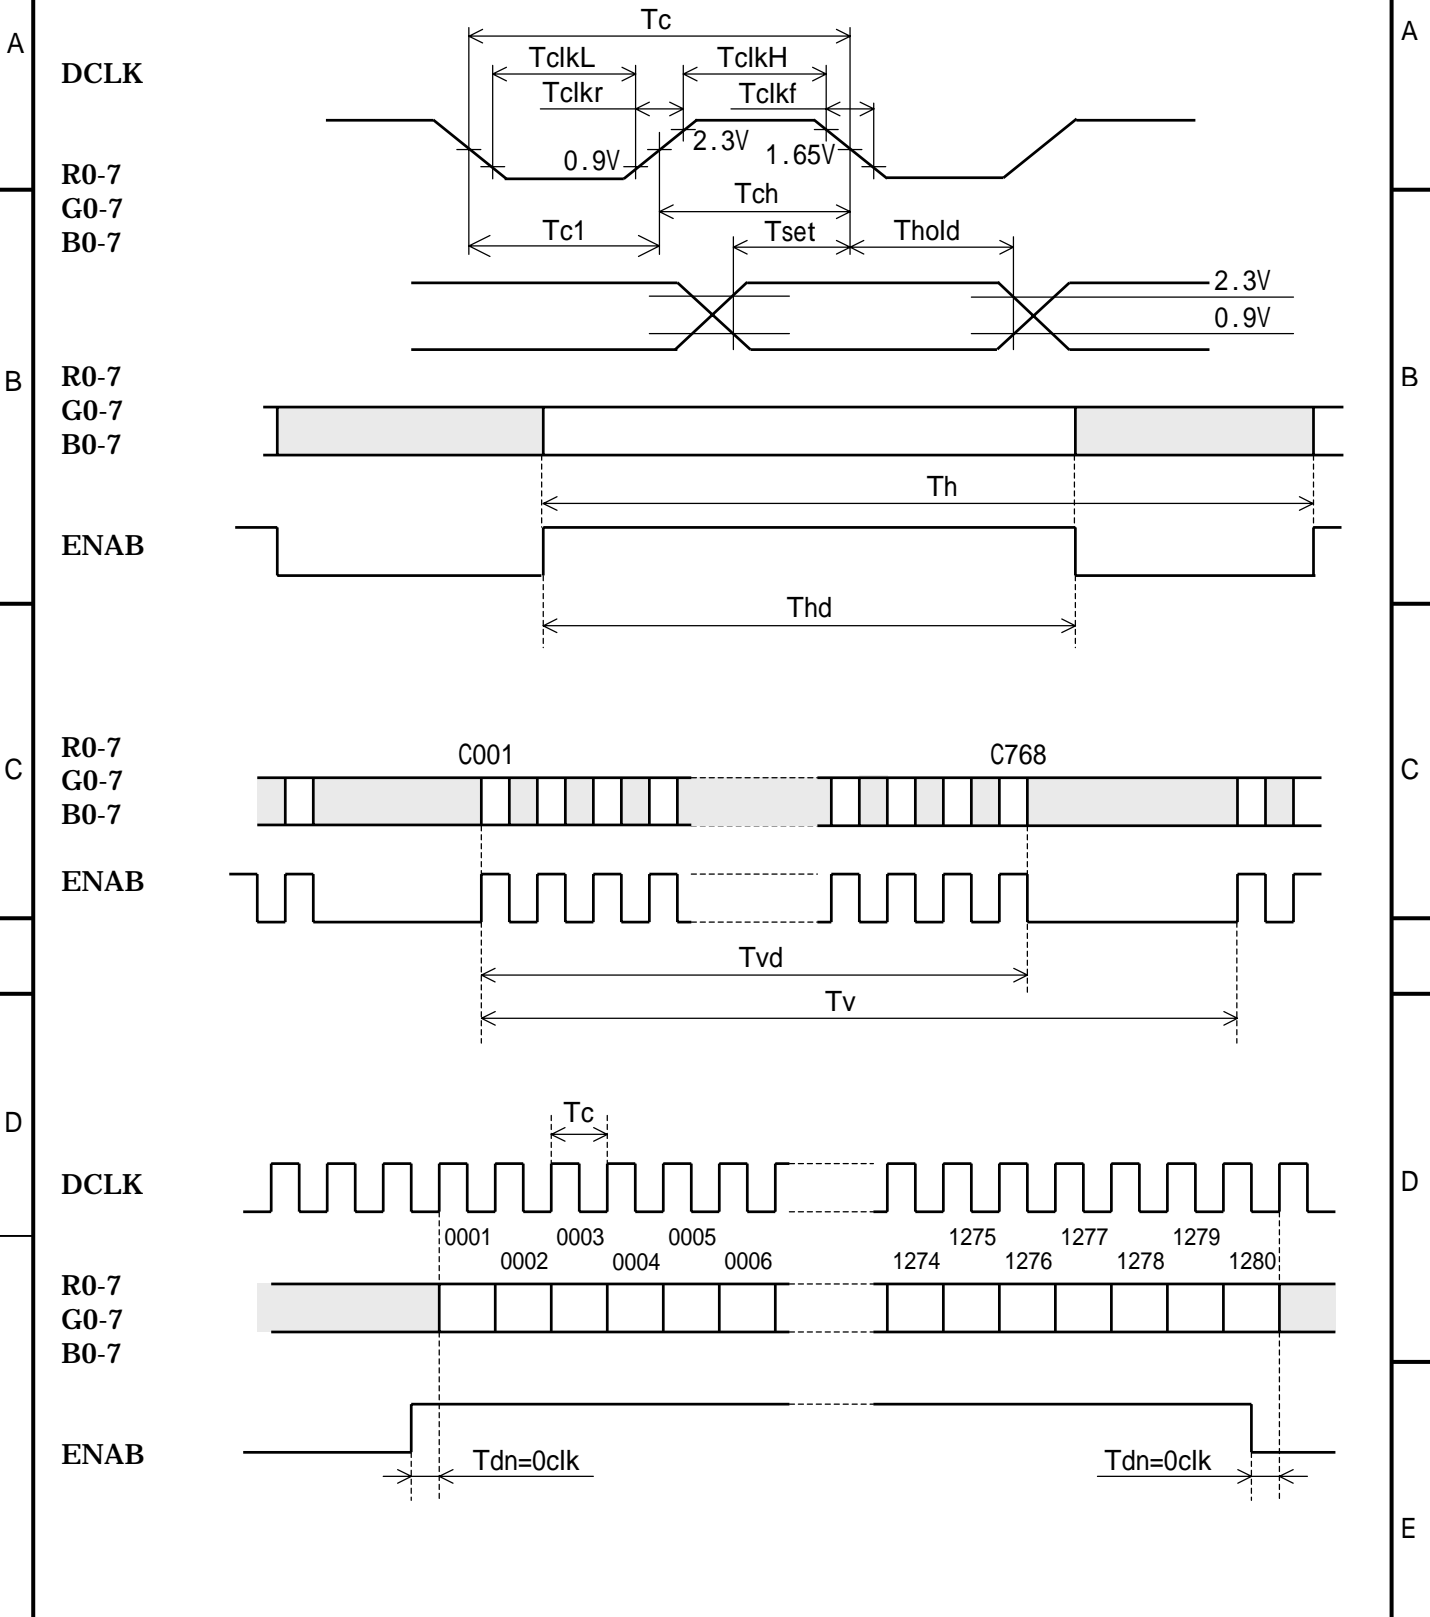 A
A
Tc
DCLK
TclkL
TclkH
Tclkr
Tclkf
2.3V
1.65V
0.9V
R0-7
G0-7
B0-7
Tch
Tc1
Tset
Thold
2.3V
0.9V
B
B
R0-7
G0-7
B0-7
Th
ENAB
Thd
C
C
R0-7
G0-7
B0-7
C001
C768
ENAB
Tvd
Tv
D
D
Tc
DCLK
0001 0003 0005 1275 1277 1279
0002 0004 0006 1274 1276 1278 1280
R0-7
G0-7
B0-7
ENAB
Tdn=0clk
Tdn=0clk
E